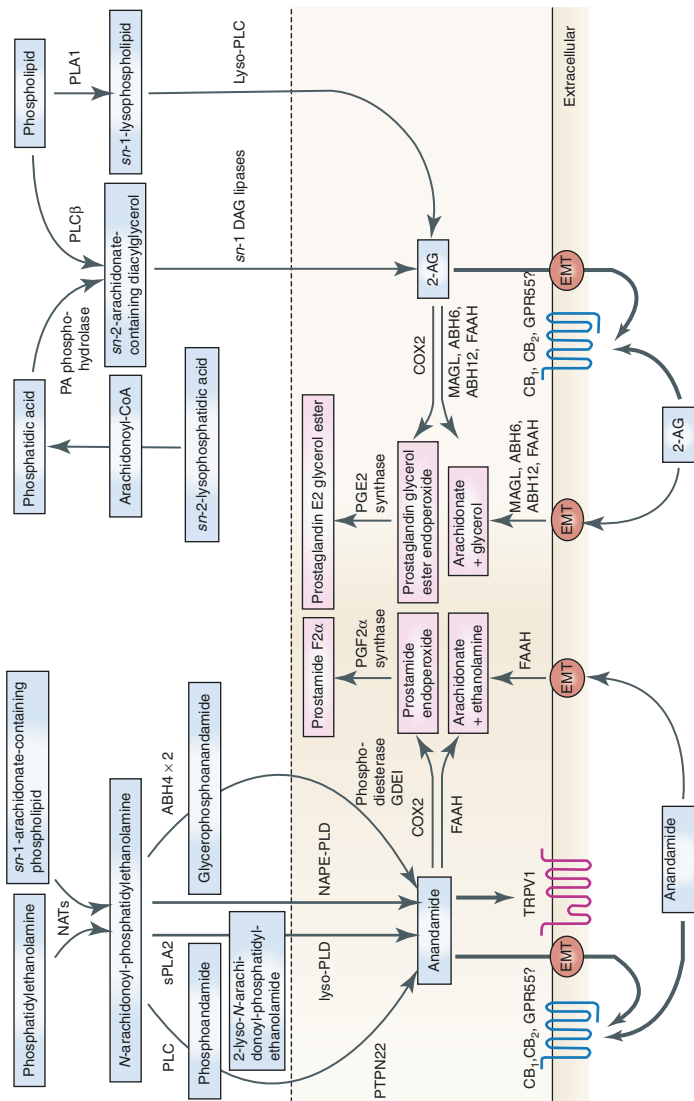 Phosphatidylethanolamine
sn-1-arachidonate-containing
phospholipid
NATs
N-arachidonoyl-phosphatidylethanolamine
PLC
sPLA2
ABH4 × 2
Phosphoandamide
2-lyso-N-arachi-
donoyl-phosphatidyl-
ethanolamide
Glycerophosphoanandamide
PTPN22
lyso-PLD
NAPE-PLD
Phospho-
diesterase
GDEI
Anandamide
COX2
FAAH
Prostamide F2α
PGF2α
synthase
Prostamide
endoperoxide
Arachidonate
+ ethanolamine
FAAH
TRPV1
CB1,CB2, GPR55?
EMT
EMT
Anandamide
Phosphatidic acid
Arachidonoyl-CoA
sn-2-lysophosphatidic acid
PA phospho-
hydrolase
Phospholipid
PLCβ
PLA1
sn-2-arachidonate-
containing diacylglycerol
sn-1-lysophospholipid
sn-1 DAG lipases
Lyso-PLC
Prostaglandin E2 glycerol ester
PGE2
synthase
Prostaglandin glycerol
ester endoperoxide
Arachidonate
+ glycerol
COX2
MAGL, ABH6,
ABH12, FAAH
2-AG
MAGL, ABH6,
ABH12, FAAH
EMT
CB1, CB2, GPR55?
EMT
Extracellular
2-AG